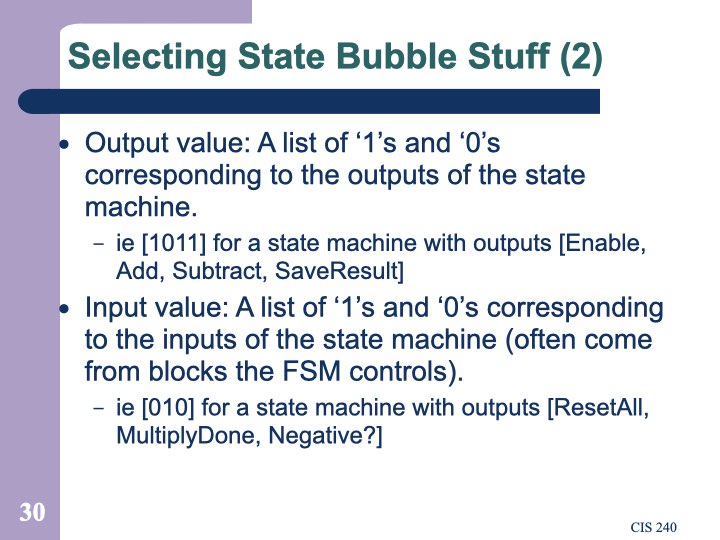 Selecting State Bubble Stuff (2)
• Output value: A list of ‘1’s and ‘0’s
corresponding to the outputs of the state
machine.
– ie [1011] for a state machine with outputs [Enable,
Add, Subtract, SaveResult]
• Input value: A list of ‘1’s and ‘0’s corresponding
to the inputs of the state machine (often come
from blocks the FSM controls).
– ie [010] for a state machine with outputs [ResetAll,
MultiplyDone, Negative?]
30
CIS 240